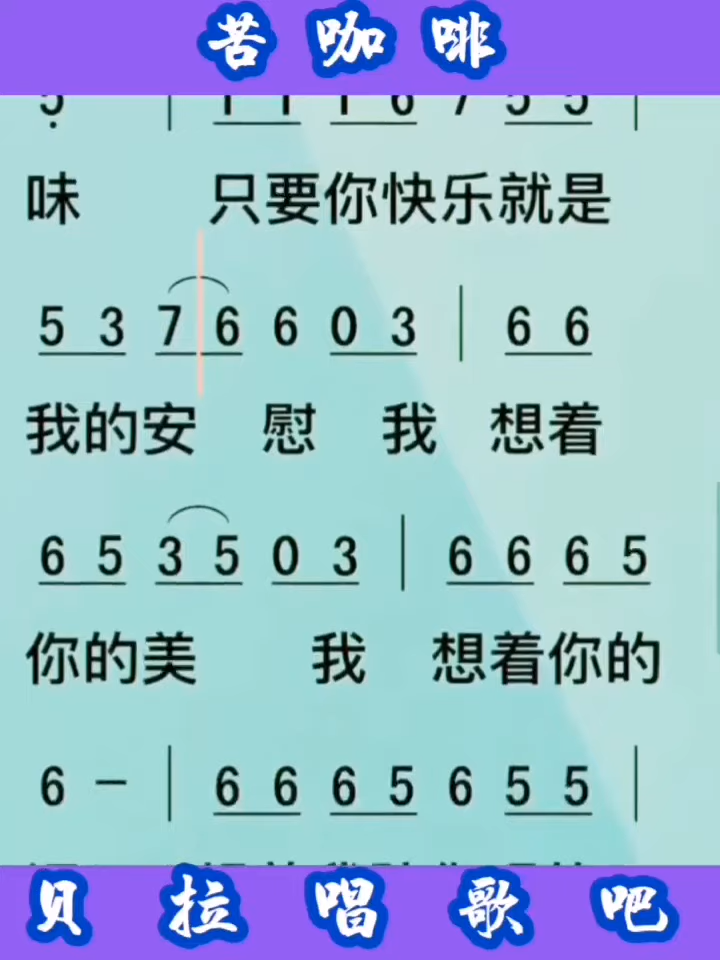 苦咖啡
味 只要你快乐就是
5 3 7 6 6 0 3 | 6 6
我的安 慰 我 想着
6 5 3 5 0 3 | 6 6 6 5
你的美 我 想着你的
6 - | 6 6 6 5 6 5 5 |
贝拉唱歌吧